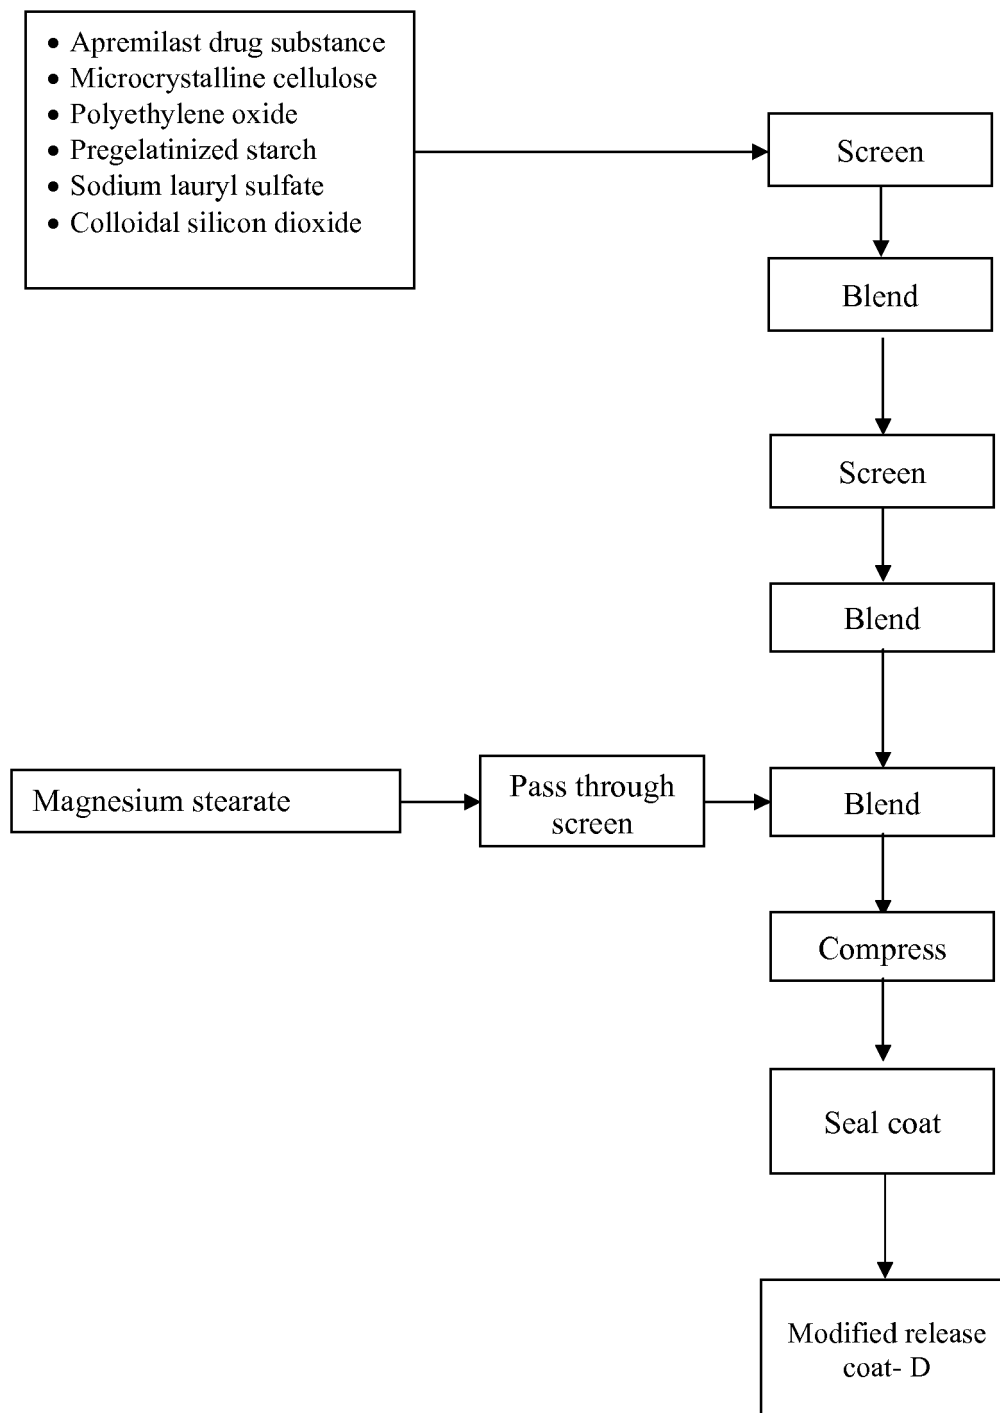 • Apremilast drug substance
• Microcrystalline cellulose
• Polyethylene oxide
• Pregelatinized starch
• Sodium lauryl sulfate
• Colloidal silicon dioxide
Screen
Blend
Screen
Blend
Magnesium stearate
Pass through
screen
Blend
Compress
Seal coat
Modified release
coat- D